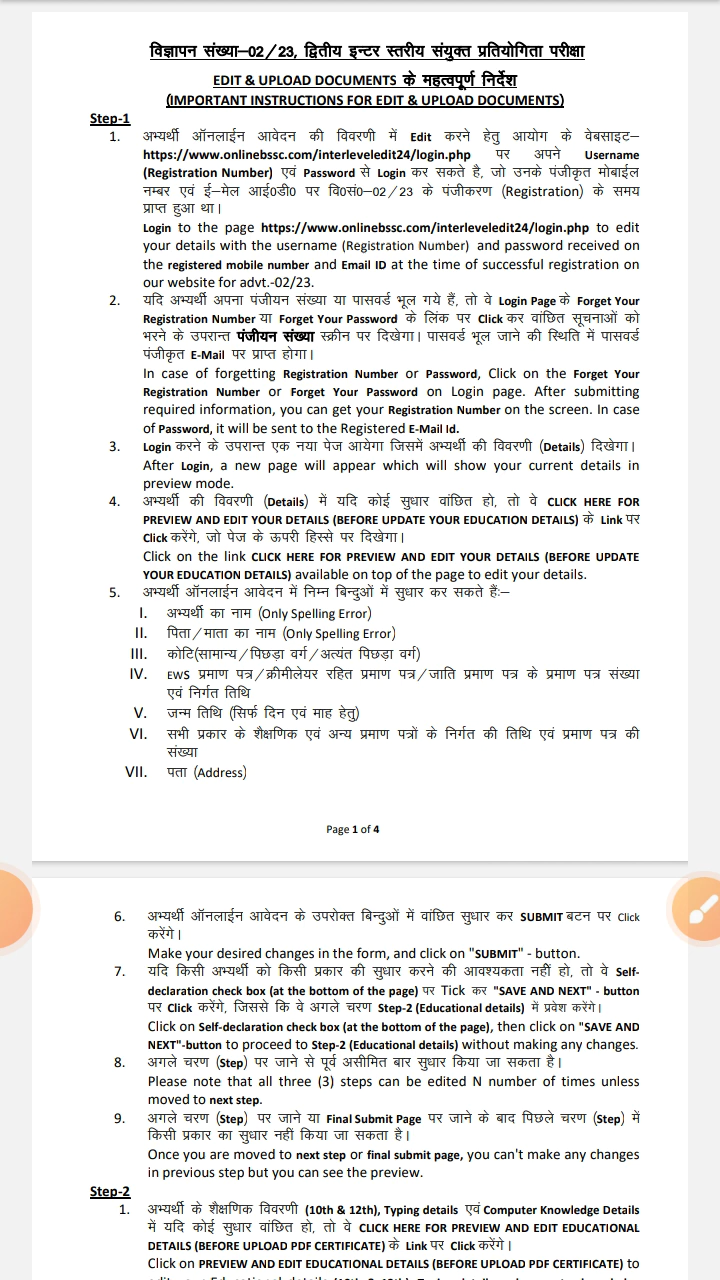 विज्ञापन संख्या–02/23, द्वितीय इन्टर स्तरीय संयुक्त प्रतियोगिता परीक्षा
EDIT & UPLOAD DOCUMENTS के महत्वपूर्ण निर्देश
(IMPORTANT INSTRUCTIONS FOR EDIT & UPLOAD DOCUMENTS)
Step-1
1. अभ्यर्थी ऑनलाईन आवेदन की विवरणी में Edit करने हेतु आयोग के वेबसाइट–
https://www.onlinebssc.com/interleveledit24/login.php पर अपने Username
(Registration Number) एवं Password से Login कर सकते है, जो उनके पंजीकृत मोबाईल
नम्बर एवं ई–मेल आई0डी0 पर वि0सं0–02/23 के पंजीकरण (Registration) के समय
प्राप्त हुआ था।
Login to the page https://www.onlinebssc.com/interleveledit24/login.php to edit
your details with the username (Registration Number) and password received on
the registered mobile number and Email ID at the time of successful registration on
our website for advt.-02/23.
2. यदि अभ्यर्थी अपना पंजीयन संख्या या पासवर्ड भूल गये हैं, तो वे Login Page के Forget Your
Registration Number या Forget Your Password के लिंक पर Click कर वांछित सूचनाओं को
भरने के उपरान्त पंजीयन संख्या स्क्रीन पर दिखेगा। पासवर्ड भूल जाने की स्थिति में पासवर्ड
पंजीकृत E-Mail पर प्राप्त होगा।
In case of forgetting Registration Number or Password, Click on the Forget Your
Registration Number or Forget Your Password on Login page. After submitting
required information, you can get your Registration Number on the screen. In case
of Password, it will be sent to the Registered E-Mail Id.
3. Login करने के उपरान्त एक नया पेज आयेगा जिसमें अभ्यर्थी की विवरणी (Details) दिखेगा।
After Login, a new page will appear which will show your current details in
preview mode.
4. अभ्यर्थी की विवरणी (Details) में यदि कोई सुधार वांछित हो, तो वे CLICK HERE FOR
PREVIEW AND EDIT YOUR DETAILS (BEFORE UPDATE YOUR EDUCATION DETAILS) के Link पर
Click करेंगे, जो पेज के ऊपरी हिस्से पर दिखेगा।
Click on the link CLICK HERE FOR PREVIEW AND EDIT YOUR DETAILS (BEFORE UPDATE
YOUR EDUCATION DETAILS) available on top of the page to edit your details.
5. अभ्यर्थी ऑनलाईन आवेदन में निम्न बिन्दुओं में सुधार कर सकते हैं:–
I. अभ्यर्थी का नाम (Only Spelling Error)
II. पिता/माता का नाम (Only Spelling Error)
III. कोटि(सामान्य/पिछड़ा वर्ग/अत्यंत पिछड़ा वर्ग)
IV. EWS प्रमाण पत्र/क्रीमीलेयर रहित प्रमाण पत्र/जाति प्रमाण पत्र के प्रमाण पत्र संख्या
एवं निर्गत तिथि
V. जन्म तिथि (सिर्फ दिन एवं माह हेतु)
VI. सभी प्रकार के शैक्षणिक एवं अन्य प्रमाण पत्रों के निर्गत की तिथि एवं प्रमाण पत्र की
संख्या
VII. पता (Address)
Page 1 of 4
6. अभ्यर्थी ऑनलाईन आवेदन के उपरोक्त बिन्दुओं में वांछित सुधार कर SUBMIT बटन पर Click
करेंगे।
Make your desired changes in the form, and click on "SUBMIT" - button.
7. यदि किसी अभ्यर्थी को किसी प्रकार की सुधार करने की आवश्यकता नहीं हो, तो वे Self-
declaration check box (at the bottom of the page) पर Tick कर "SAVE AND NEXT" - button
पर Click करेंगे, जिससे कि वे अगले चरण Step-2 (Educational details) में प्रवेश करेंगे।
Click on Self-declaration check box (at the bottom of the page), then click on "SAVE AND
NEXT"-button to proceed to Step-2 (Educational details) without making any changes.
8. अगले चरण (Step) पर जाने से पूर्व असीमित बार सुधार किया जा सकता है।
Please note that all three (3) steps can be edited N number of times unless
moved to next step.
9. अगले चरण (Step) पर जाने या Final Submit Page पर जाने के बाद पिछले चरण (Step) में
किसी प्रकार का सुधार नहीं किया जा सकता है।
Once you are moved to next step or final submit page, you can't make any changes
in previous step but you can see the preview.
Step-2
1. अभ्यर्थी के शैक्षणिक विवरणी (10th & 12th), Typing details एवं Computer Knowledge Details
में यदि कोई सुधार वांछित हो, तो वे CLICK HERE FOR PREVIEW AND EDIT EDUCATIONAL
DETAILS (BEFORE UPLOAD PDF CERTIFICATE) के Link पर Click करेंगे।
Click on PREVIEW AND EDIT EDUCATIONAL DETAILS (BEFORE UPLOAD PDF CERTIFICATE) to